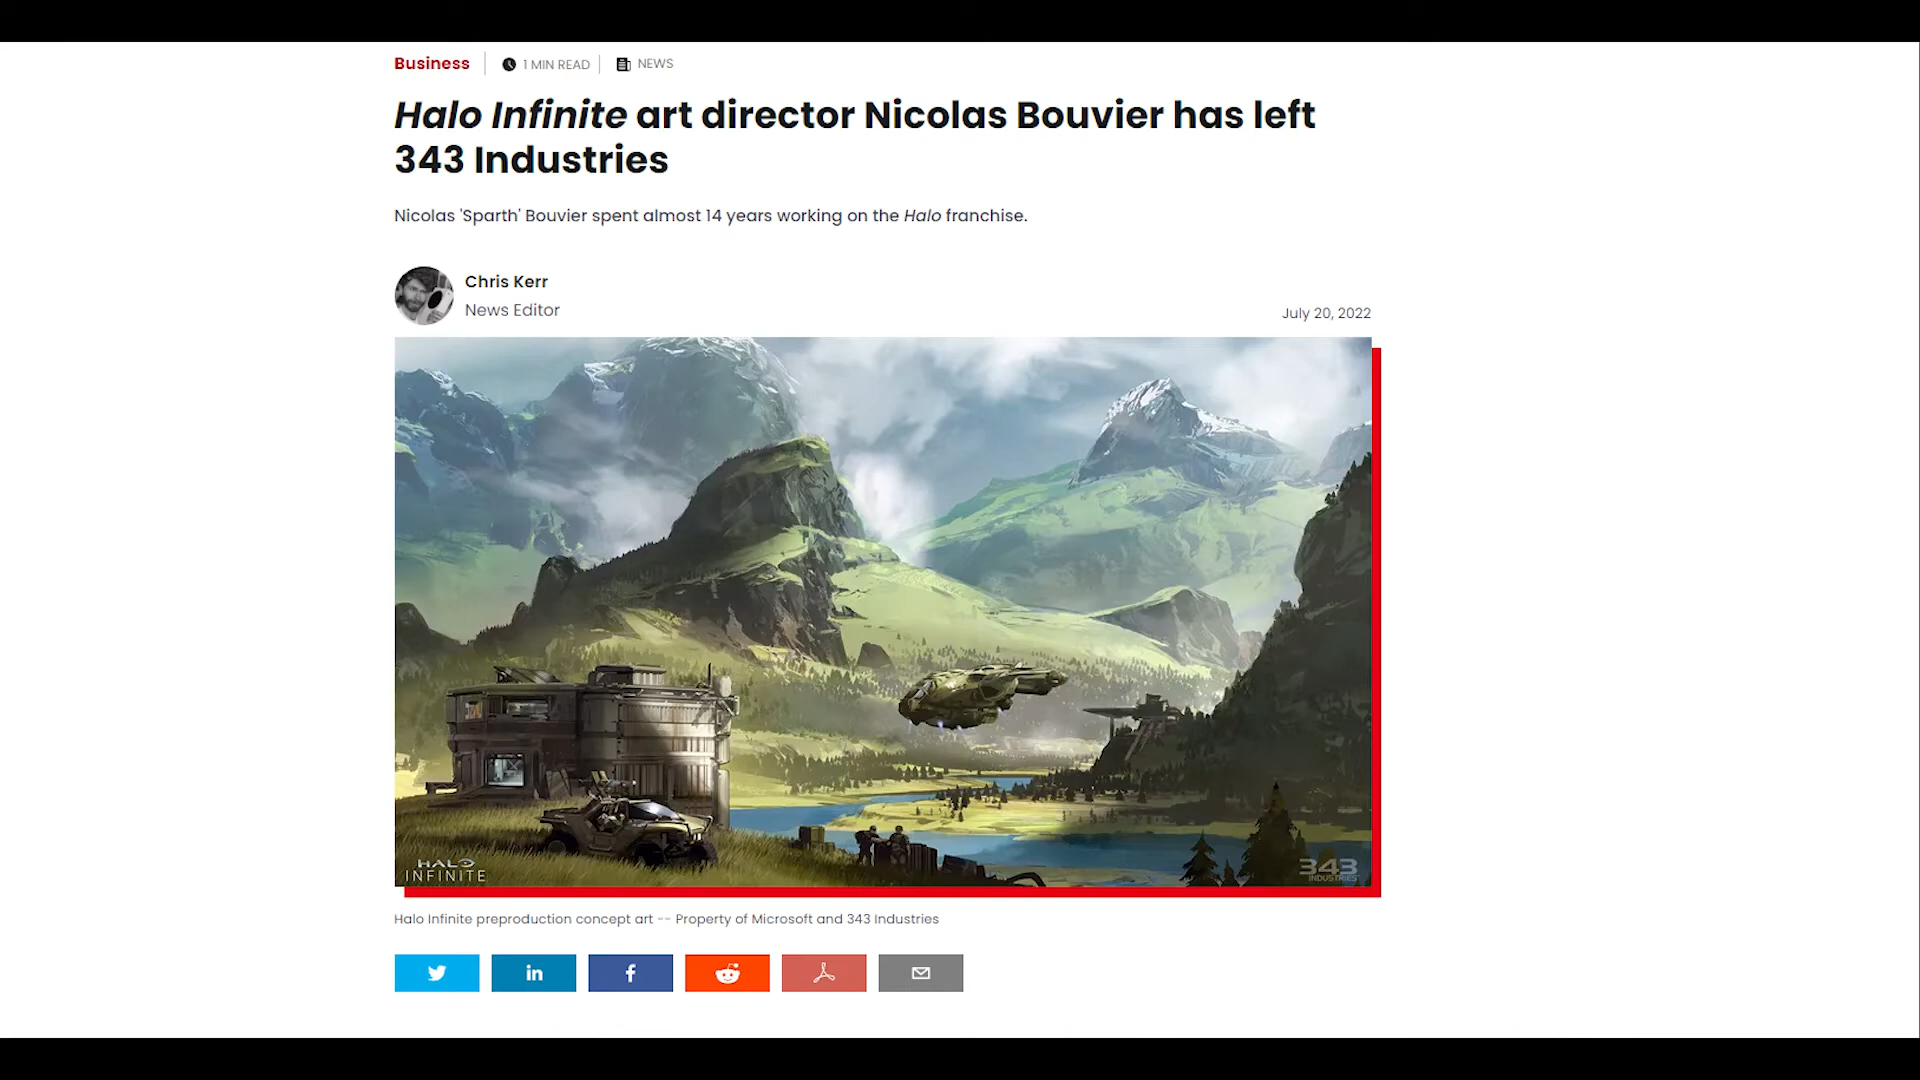 Business
1 MIN READ
NEWS
Halo Infinite art director Nicolas Bouvier has left
343 Industries
Nicolas 'Sparth' Bouvier spent almost 14 years working on the Halo franchise.
Chris Kerr
News Editor
July 20, 2022
HALO
INFINITE
343
INDUSTRIES
Halo Infinite preproduction concept art -- Property of Microsoft and 343 Industries
in
f